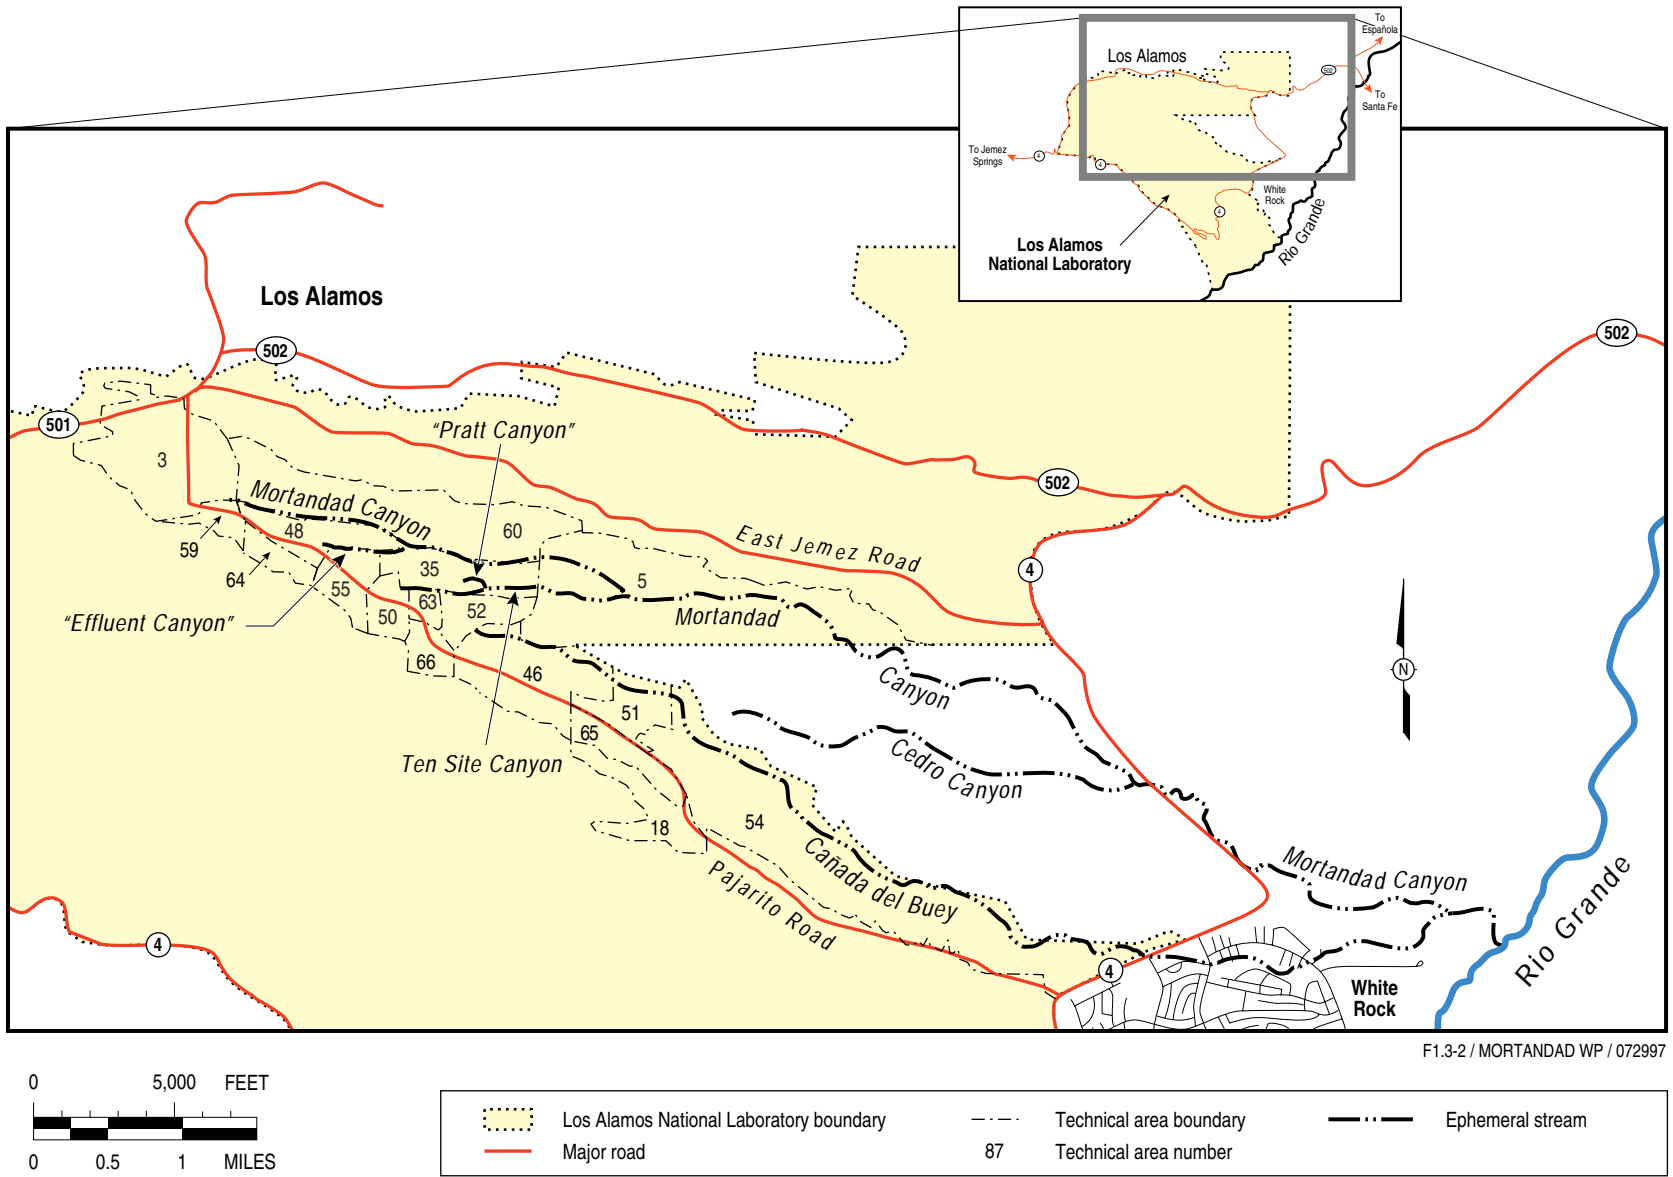 To
Española
Los Alamos
502
To
Santa Fe
To Jemez
Springs
4
4
White
Rock
4
Rio Grande
Los Alamos
National Laboratory
Los Alamos
502
502
501
"Pratt Canyon"
3
502
Mortandad Canyon
60
East Jemez Road
48
59
64
35
5
4
55
"Effluent Canyon"
50
63
52
Mortandad
66
46
Canyon
N
51
65
Ten Site Canyon
Cedro Canyon
18
54
Cañada del Buey
Pajarito Road
Mortandad Canyon
Rio Grande
4
4
White
Rock
F1.3-2 / MORTANDAD WP / 072997
0 5,000 FEET
0 0.5 1 MILES
Los Alamos National Laboratory boundary
Major road
Technical area boundary
87 Technical area number
Ephemeral stream